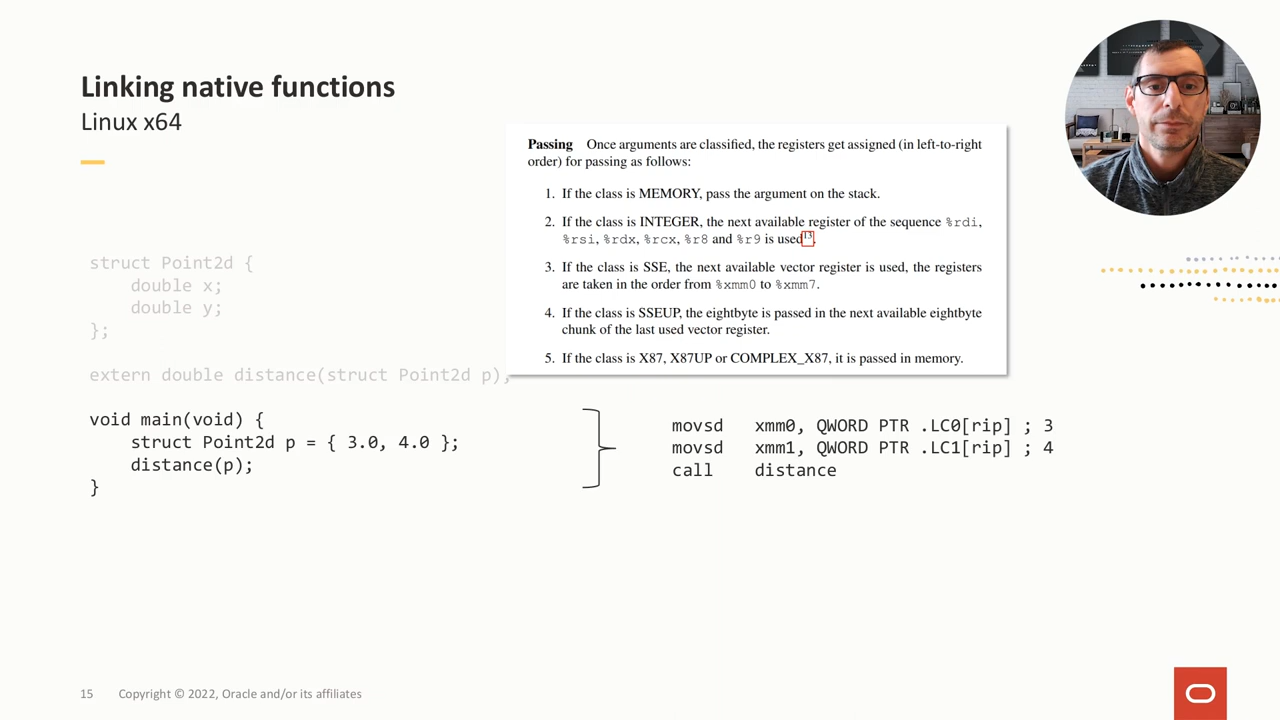 Linking native functions
Linux x64
Passing Once arguments are classified, the registers get assigned (in left-to-right
order) for passing as follows:
1. If the class is MEMORY, pass the argument on the stack.
2. If the class is INTEGER, the next available register of the sequence %rdi,
%rsi, %rdx, %rcx, %r8 and %r9 is used13.
3. If the class is SSE, the next available vector register is used, the registers
are taken in the order from %xmm0 to %xmm7.
4. If the class is SSEUP, the eightbyte is passed in the next available eightbyte
chunk of the last used vector register.
5. If the class is X87, X87UP or COMPLEX_X87, it is passed in memory.
struct Point2d {
double x;
double y;
};
extern double distance(struct Point2d p);
void main(void) {
struct Point2d p = { 3.0, 4.0 };
distance(p);
}
movsd xmm0, QWORD PTR .LC0[rip] ; 3
movsd xmm1, QWORD PTR .LC1[rip] ; 4
call distance
15 Copyright © 2022, Oracle and/or its affiliates